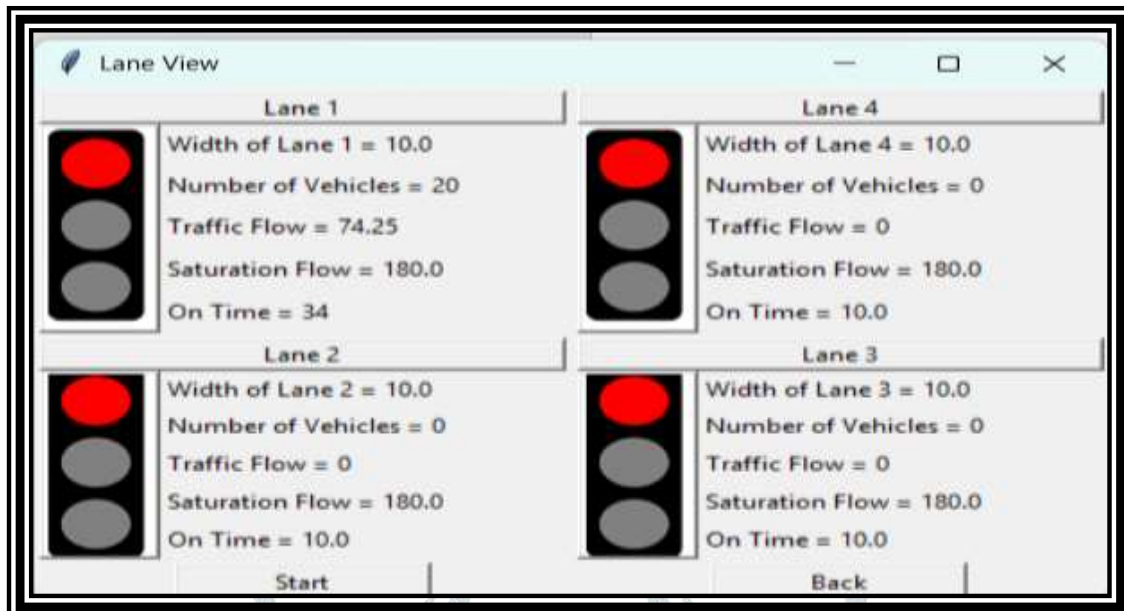 Lane View
Lane 1
Width of Lane 1 = 10.0
Number of Vehicles = 20
Traffic Flow = 74.25
Saturation Flow = 180.0
On Time = 34
Lane 4
Width of Lane 4 = 10.0
Number of Vehicles = 0
Traffic Flow = 0
Saturation Flow = 180.0
On Time = 10.0
Lane 2
Width of Lane 2 = 10.0
Number of Vehicles = 0
Traffic Flow = 0
Saturation Flow = 180.0
On Time = 10.0
Lane 3
Width of Lane 3 = 10.0
Number of Vehicles = 0
Traffic Flow = 0
Saturation Flow = 180.0
On Time = 10.0
Start
Back